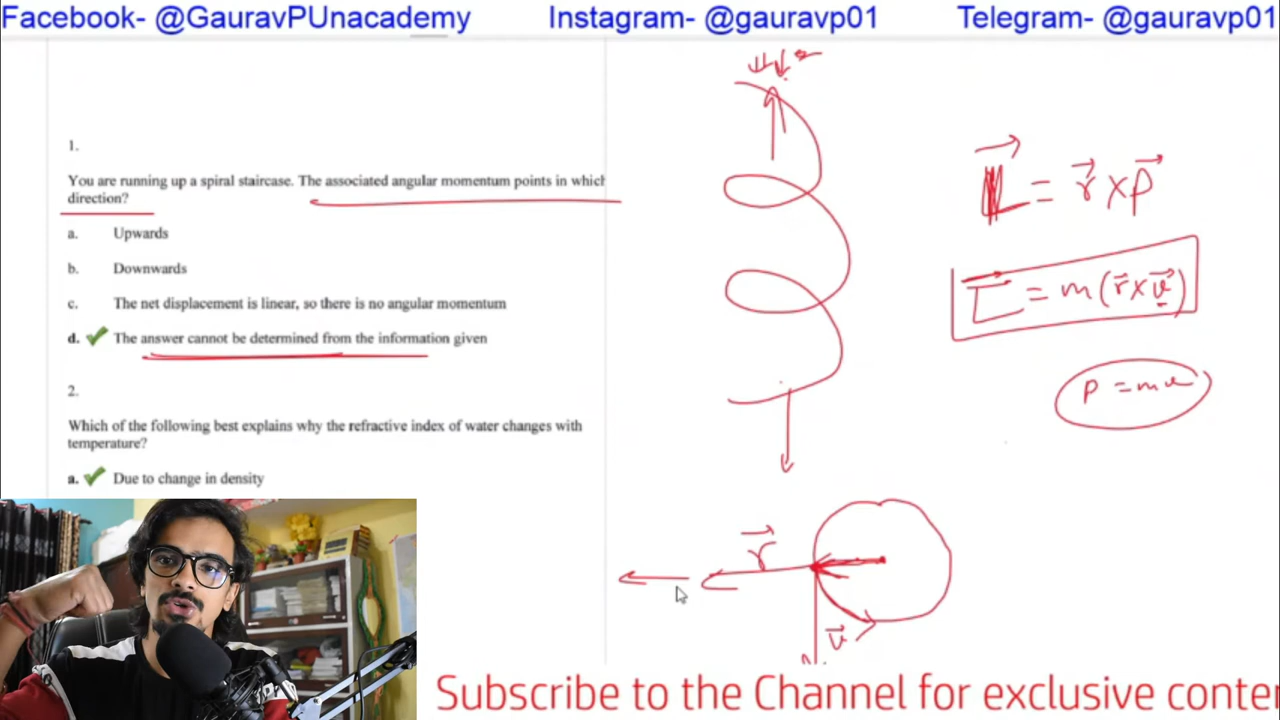 Facebook- @GauravPUnacademy Instagram- @gauravp01 Telegram- @gauravp01
1.
You are running up a spiral staircase. The associated angular momentum points in which
direction?
a. Upwards
b. Downwards
c. The net displacement is linear, so there is no angular momentum
d. The answer cannot be determined from the information given
2.
Which of the following best explains why the refractive index of water changes with
temperature?
a. Due to change in density
L = r × p
L = m(r × v)
p = mv
r
v
Subscribe to the Channel for exclusive conter